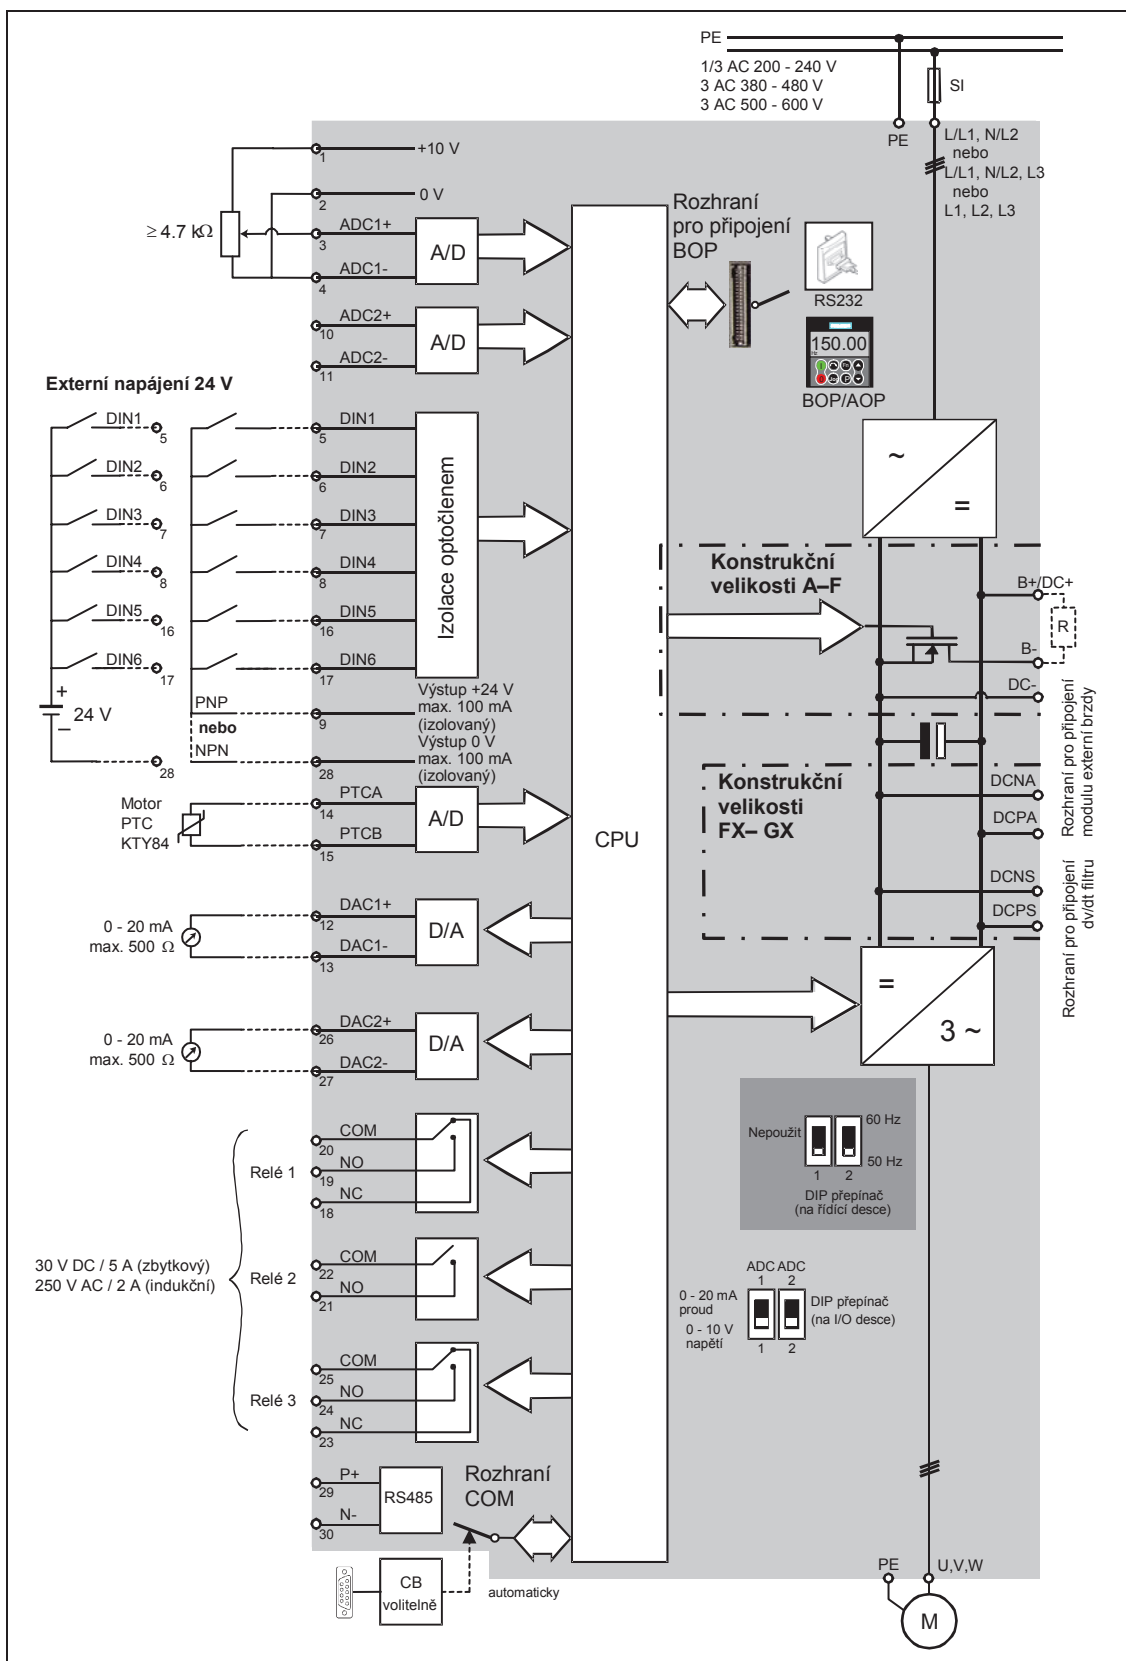 PE
1/3 AC 200 - 240 V
3 AC 380 - 480 V
3 AC 500 - 600 V
SI
PE
L/L1, N/L2
nebo
L/L1, N/L2, L3
nebo
L1, L2, L3
1
+10 V
2
0 V
≥ 4.7 kΩ
ADC1+
3
ADC1-
4
A/D
ADC2+
10
ADC2-
11
A/D
Rozhraní
pro připojení
BOP
RS232
150.00
Hz
BOP/AOP
Externí napájení 24 V
DIN1
5
DIN2
6
DIN3
7
DIN4
8
DIN5
16
DIN6
17
+
24 V
–
28
DIN1
5
DIN2
6
DIN3
7
DIN4
8
DIN5
16
DIN6
17
Izolace optočlenem
PNP
nebo
NPN
9
Výstup +24 V
max. 100 mA
(izolovaný)
28
Výstup 0 V
max. 100 mA
(izolovaný)
~
=
Konstrukční
velikosti A–F
B+/DC+
R
B-
DC-
Rozhraní pro připojení
modulu externí brzdy
Konstrukční
velikosti
FX– GX
DCNA
DCPA
DCNS
DCPS
Rozhraní pro připojení
dv/dt filtru
Motor
PTC
KTY84
PTCA
14
PTCB
15
A/D
CPU
0 - 20 mA
max. 500 Ω
DAC1+
12
DAC1-
13
D/A
0 - 20 mA
max. 500 Ω
DAC2+
26
DAC2-
27
D/A
=
3 ~
Nepoužit
60 Hz
50 Hz
1 2
DIP přepínač
(na řídící desce)
30 V DC / 5 A (zbytkový)
250 V AC / 2 A (indukční)
Relé 1
COM
20
NO
19
NC
18
Relé 2
COM
22
NO
21
Relé 3
COM
25
NO
24
NC
23
ADC ADC
1 2
0 - 20 mA
proud
0 - 10 V
napětí
1 2
DIP přepínač
(na I/O desce)
P+
29
N-
30
RS485
Rozhraní
COM
CB
volitelně
automaticky
PE
U,V,W
M